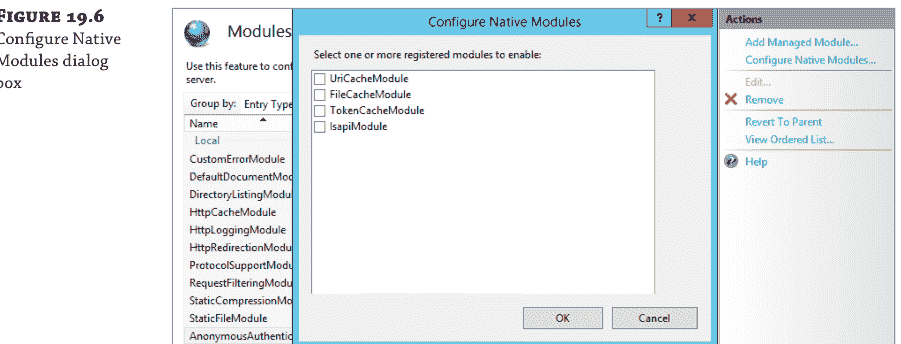 FIGURE 19.6
Configure Native
Modules dialog
box
Modules
Use this feature to conf
server.
Group by: Entry Type
Name
Local
CustomErrorModule
DefaultDocumentMod
DirectoryListingModu
HttpCacheModule
HttpLoggingModule
HttpRedirectionModu
ProtocolSupportModu
RequestFilteringModu
StaticCompressionMo
StaticFileModule
AnonymousAuthentic
Configure Native Modules
? x
Select one or more registered modules to enable:
UriCacheModule
FileCacheModule
TokenCacheModule
IsapiModule
OK
Cancel
Actions
Add Managed Module...
Configure Native Modules...
Edit...
Remove
Revert To Parent
View Ordered List...
Help